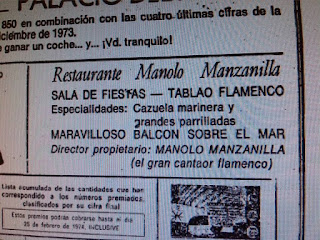 PALACIO DE
850 en combinación con las cuatro últimas cifras de la
diciembre de 1973.
e ganar un coche... y... ¡Vd. tranquilo!
Restaurante Manolo Manzanilla
SALA DE FIESTAS — TABLAO FLAMENCO
Especialidades: Cazuela marinera y
grandes parrilladas
MARAVILLOSO BALCON SOBRE EL MAR
Director propietario: MANOLO MANZANILLA
(el gran cantaor flamenco)
Lista acumulada de las cantidades que han
correspondido a los números premiados,
clasificados por su cifra final
Estos premios podrán cobrarse hasta el día
25 de febrero de 1974, INCLUSIVE